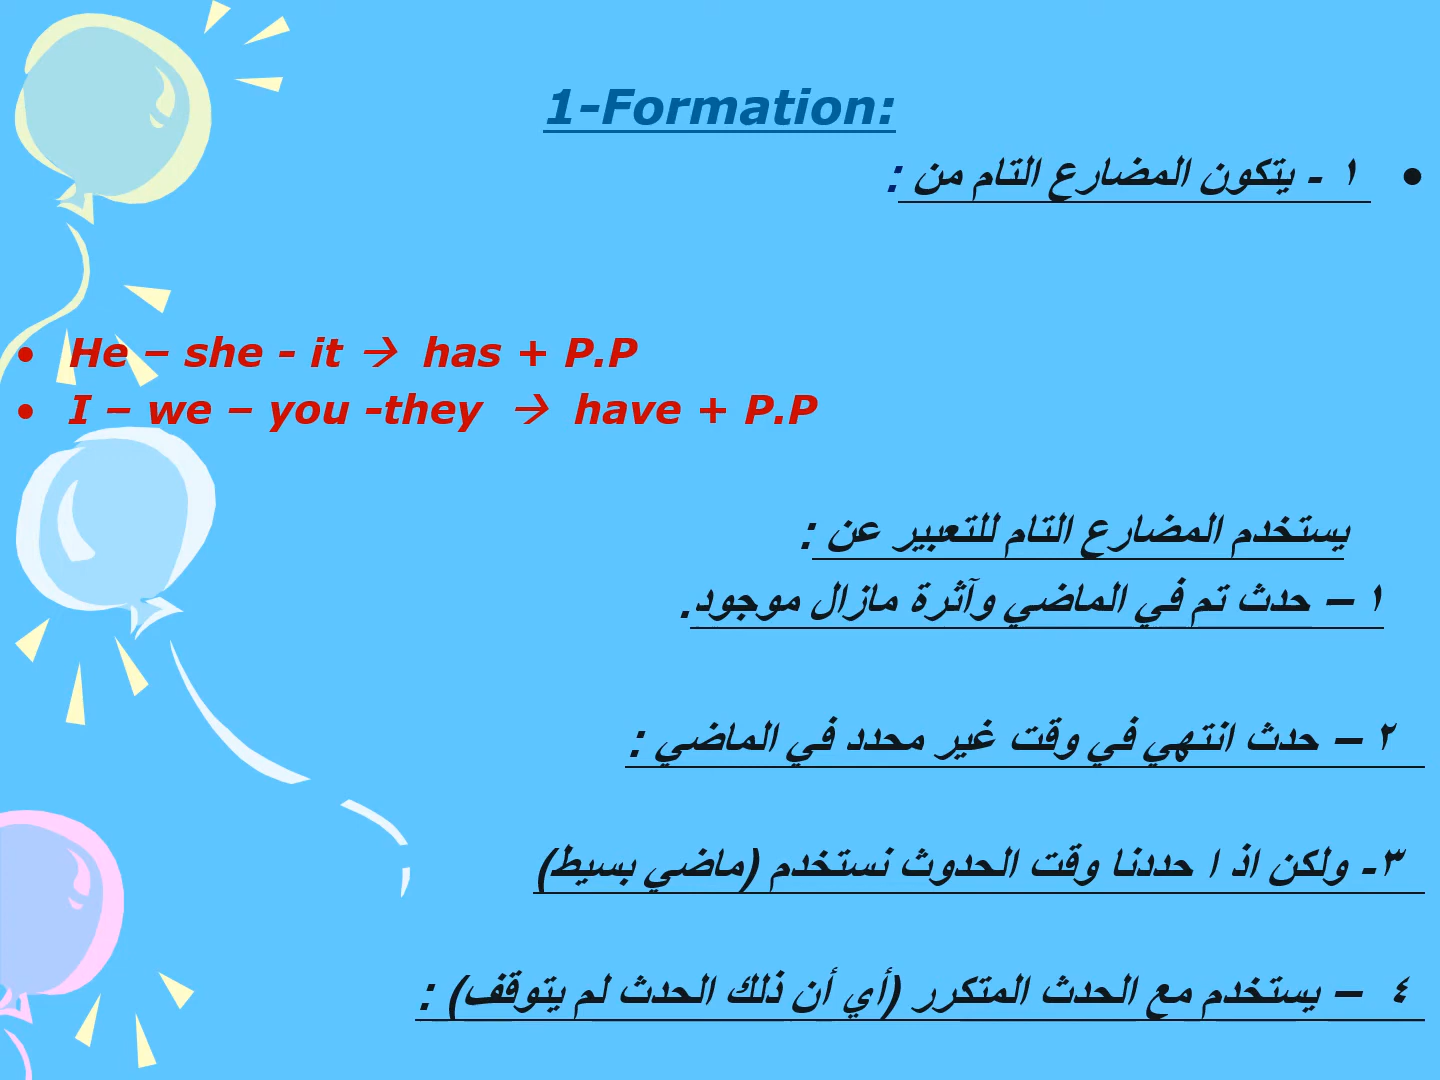 1-Formation:
• ١ - يتكون المضارع التام من :
• He – she - it → has + P.P
• I – we – you -they → have + P.P
يستخدم المضارع التام للتعبير عن :
١ – حدث تم في الماضي وآثرة مازال موجود.
٢ – حدث انتهي في وقت غير محدد في الماضي :
٣- ولكن اذ ا حددنا وقت الحدوث نستخدم (ماضي بسيط)
٤ – يستخدم مع الحدث المتكرر (أي أن ذلك الحدث لم يتوقف) :